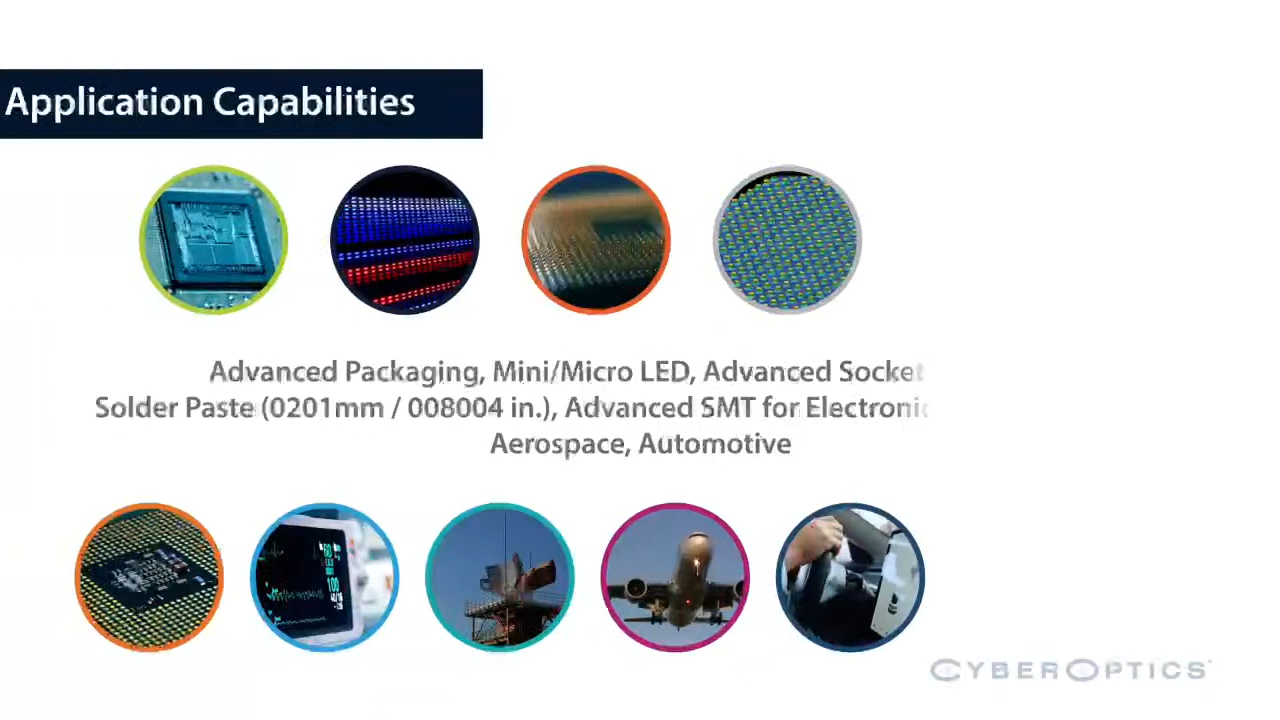 Application Capabilities
Advanced Packaging, Mini/Micro LED, Advanced Socket
Solder Paste (0201mm / 008004 in.), Advanced SMT for
Aerospace, Automotive
CYBEROPTICS